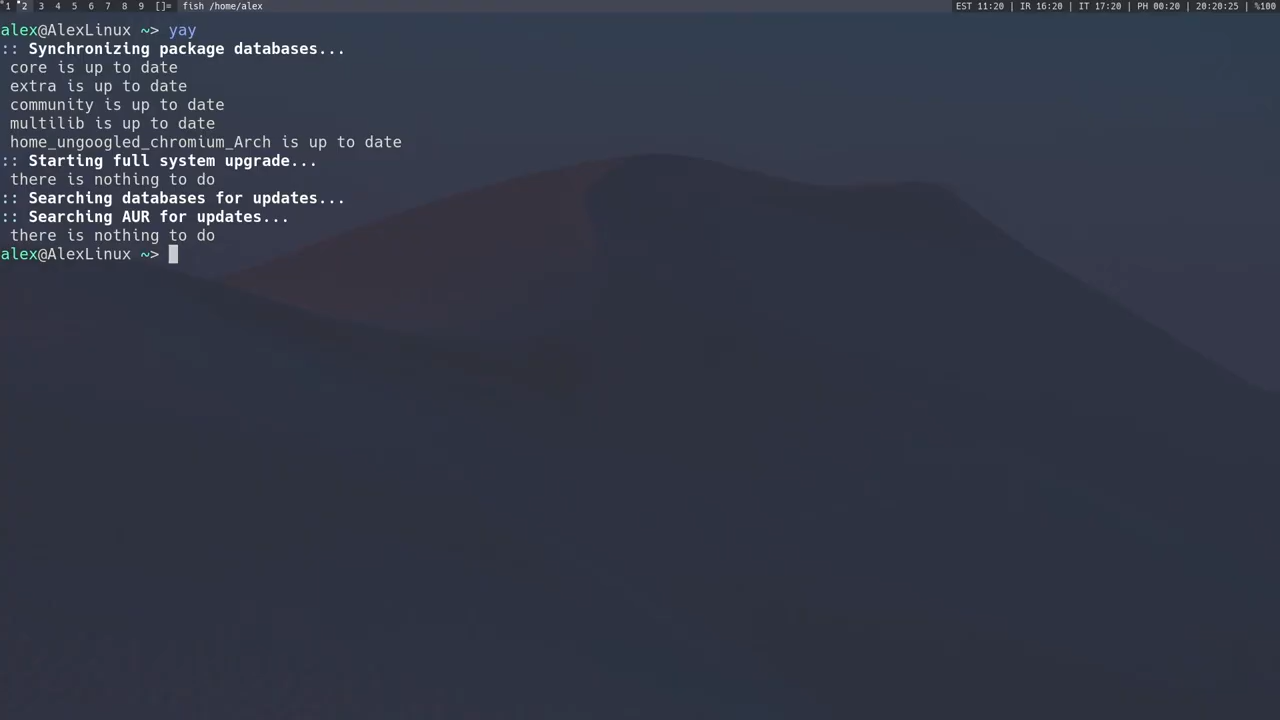 1 2 3 4 5 6 7 8 9 []= fish /home/alex EST 11:20 | IR 16:20 | IT 17:20 | PH 00:20 | 20:20:25 | %100
alex@AlexLinux ~> yay
:: Synchronizing package databases...
core is up to date
extra is up to date
community is up to date
multilib is up to date
home_ungoogled_chromium_Arch is up to date
:: Starting full system upgrade...
there is nothing to do
:: Searching databases for updates...
:: Searching AUR for updates...
there is nothing to do
alex@AlexLinux ~>